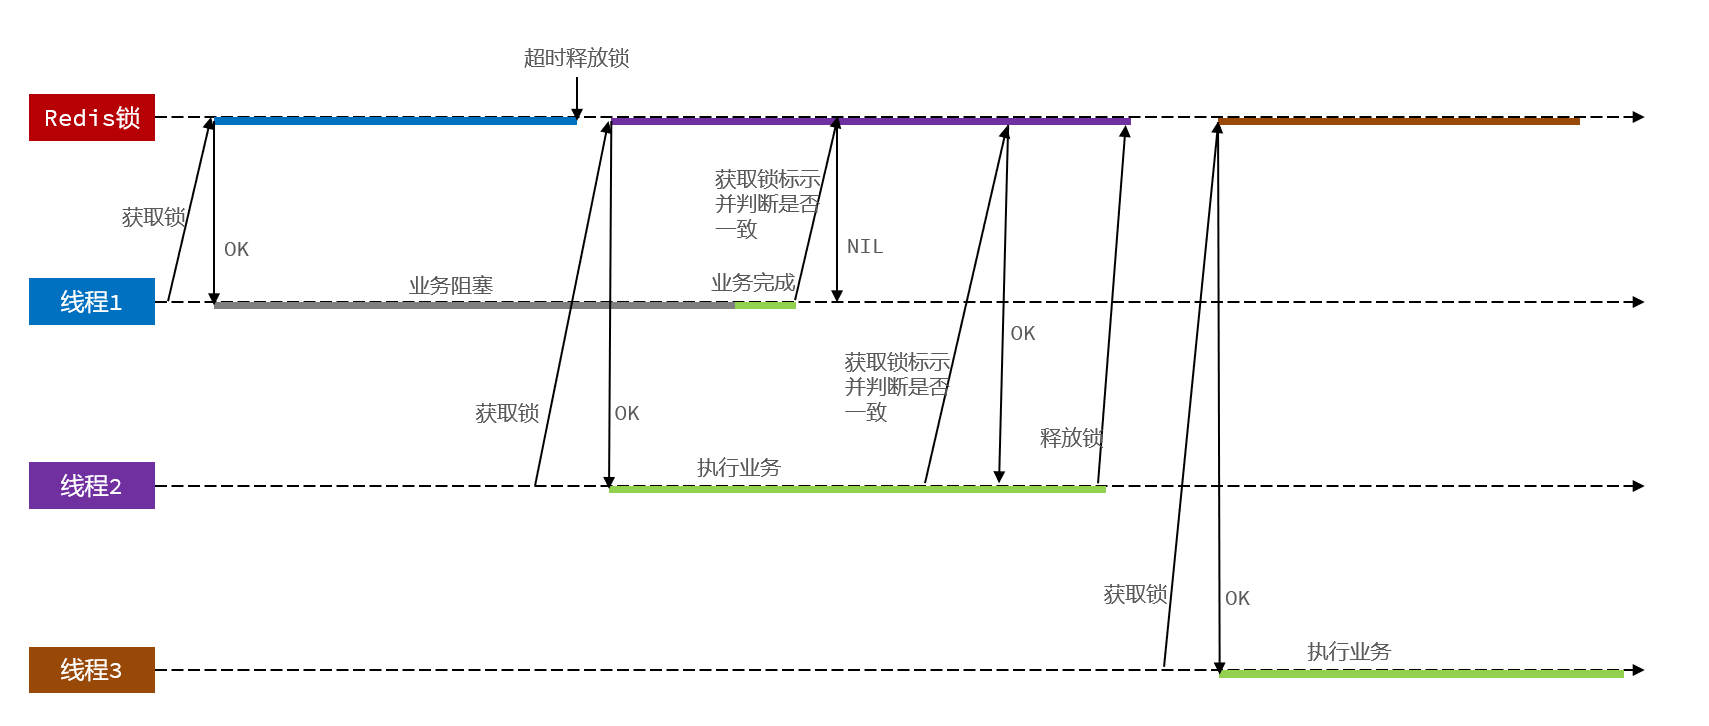 超时释放锁
Redis锁
获取锁标示
并判断是否
一致
获取锁
OK
NIL
业务阻塞
业务完成
线程1
OK
获取锁标示
并判断是否
一致
获取锁
OK
释放锁
执行业务
线程2
获取锁
OK
执行业务
线程3